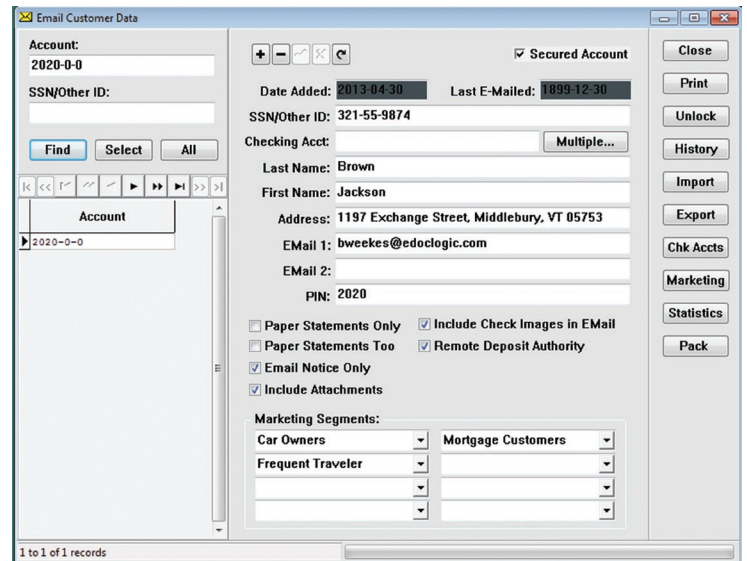 Email Customer Data
Account:
2020-0-0
SSN/Other ID:
Find Select All
Account
2020-0-0
1 to 1 of 1 records
Secured Account
Date Added: 2013-04-30 Last E-Mailed: 1899-12-30
SSN/Other ID: 321-55-9874
Checking Acct: Multiple...
Last Name: Brown
First Name: Jackson
Address: 1197 Exchange Street, Middlebury, VT 05753
EMail 1: bweekes@edoclogic.com
EMail 2:
PIN: 2020
Paper Statements Only Include Check Images in EMail
Paper Statements Too Remote Deposit Authority
Email Notice Only
Include Attachments
Marketing Segments:
Car Owners Mortgage Customers
Frequent Traveler
Close
Print
Unlock
History
Import
Export
Chk Accts
Marketing
Statistics
Pack